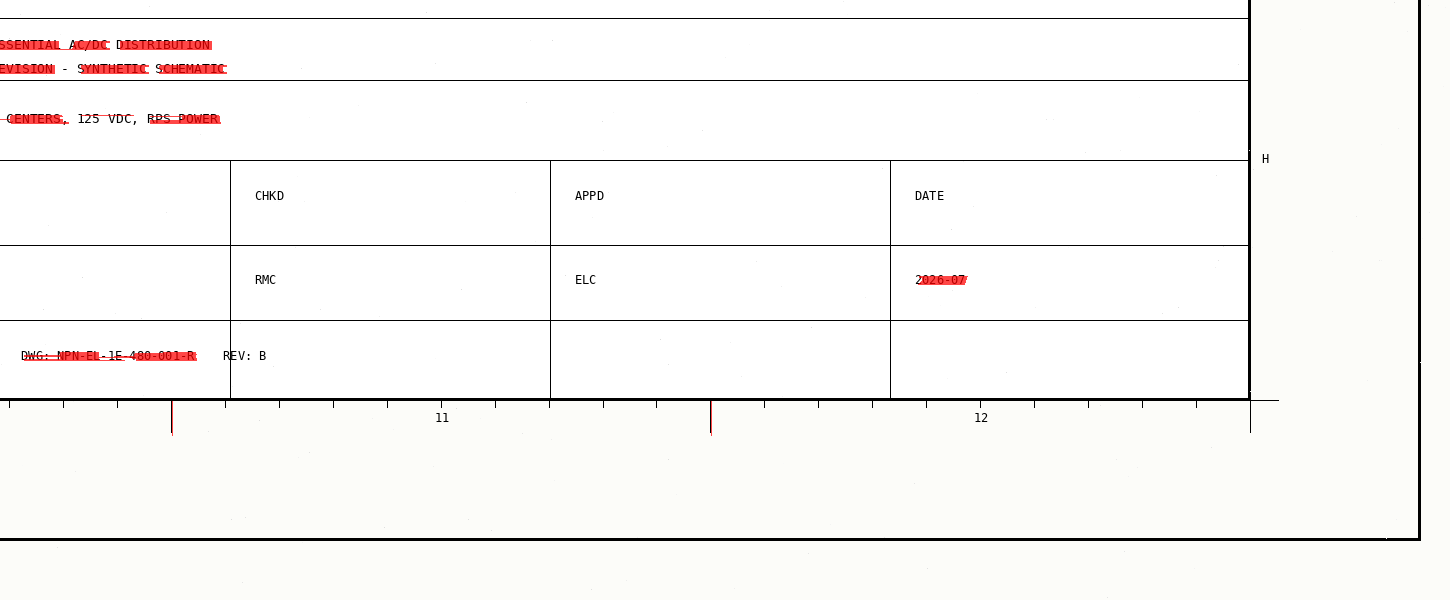 SSENTIAL AC/DC DISTRIBUTION
EVISION - SYNTHETIC SCHEMATIC
CENTERS, 125 VDC, RPS POWER
H
CHKD APPD DATE
RMC ELC 2026-07
DWG: NPN-EL-1E-480-001-R REV: B
11 12